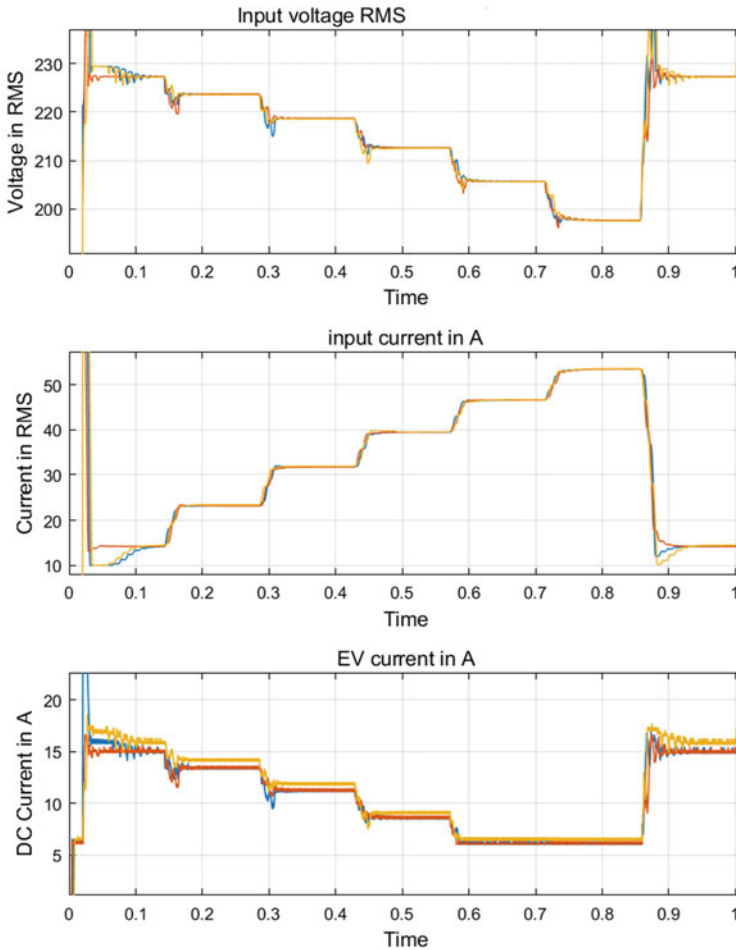 Input voltage RMS
Voltage in RMS
230
220
210
200
0 0.1 0.2 0.3 0.4 0.5 0.6 0.7 0.8 0.9 1
Time
input current in A
Current in RMS
50
40
30
20
10
0 0.1 0.2 0.3 0.4 0.5 0.6 0.7 0.8 0.9 1
Time
EV current in A
DC Current in A
20
15
10
5
0 0.1 0.2 0.3 0.4 0.5 0.6 0.7 0.8 0.9 1
Time